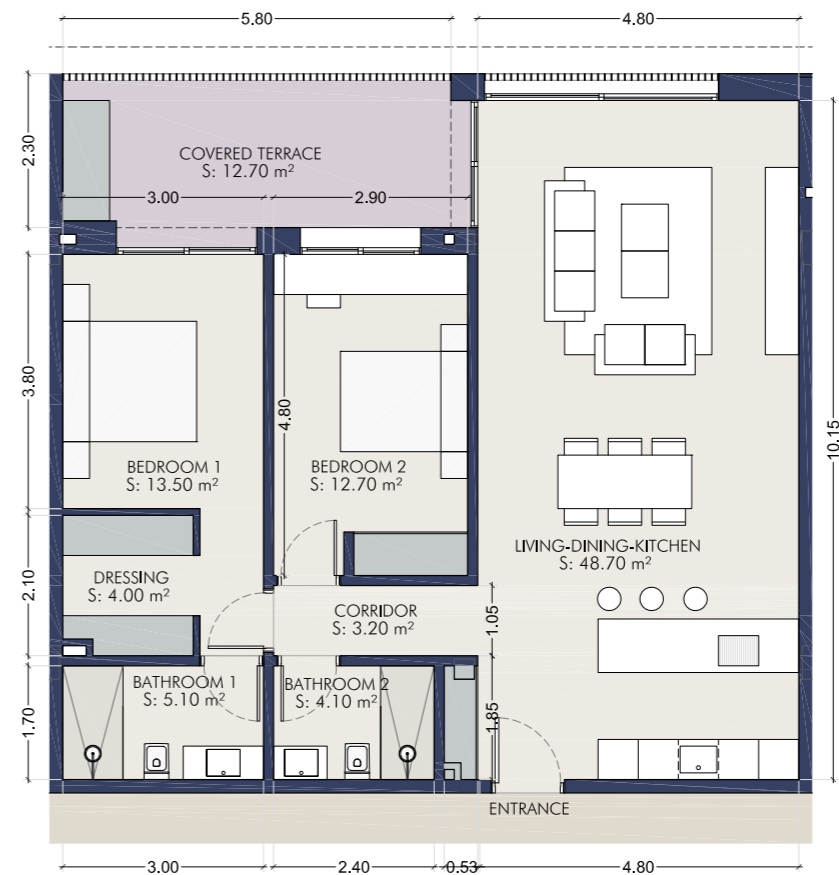 5.80
4.80
2.30
COVERED TERRACE
S: 12.70 m²
3.00
2.90
3.80
4.80
10.15
BEDROOM 1
S: 13.50 m²
BEDROOM 2
S: 12.70 m²
LIVING-DINING-KITCHEN
S: 48.70 m²
2.10
DRESSING
S: 4.00 m²
CORRIDOR
S: 3.20 m²
1.05
BATHROOM 1
S: 5.10 m²
BATHROOM 2
S: 4.10 m²
1.70
1.85
ENTRANCE
3.00
2.40
0.53
4.80